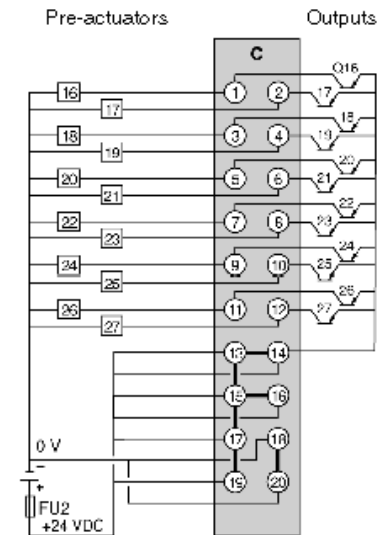 Pre-actuators Outputs
C
Q16
16 1 2 17
17
18
18 3 4 19
19
20
20 5 6 21
21
22
22 7 8 23
23
24
24 9 10 25
25
26
26 11 12 27
27
13 14
15 16
17 18
0 V
-
+
19 20
FU2
+24 VDC